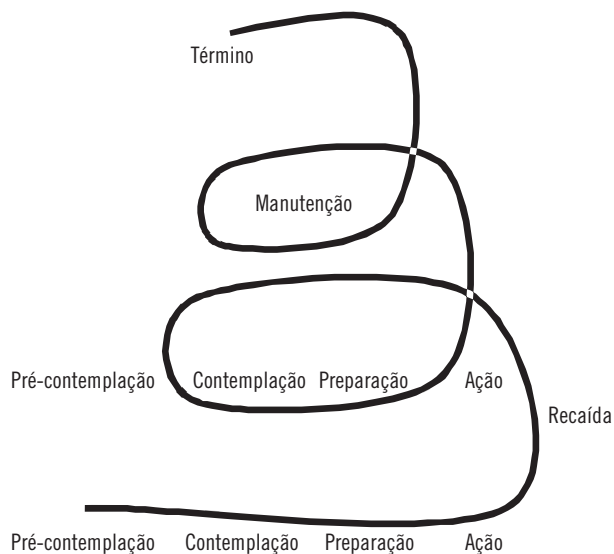 Término
Manutenção
Pré-contemplação Contemplação Preparação Ação
Recaída
Pré-contemplação Contemplação Preparação Ação